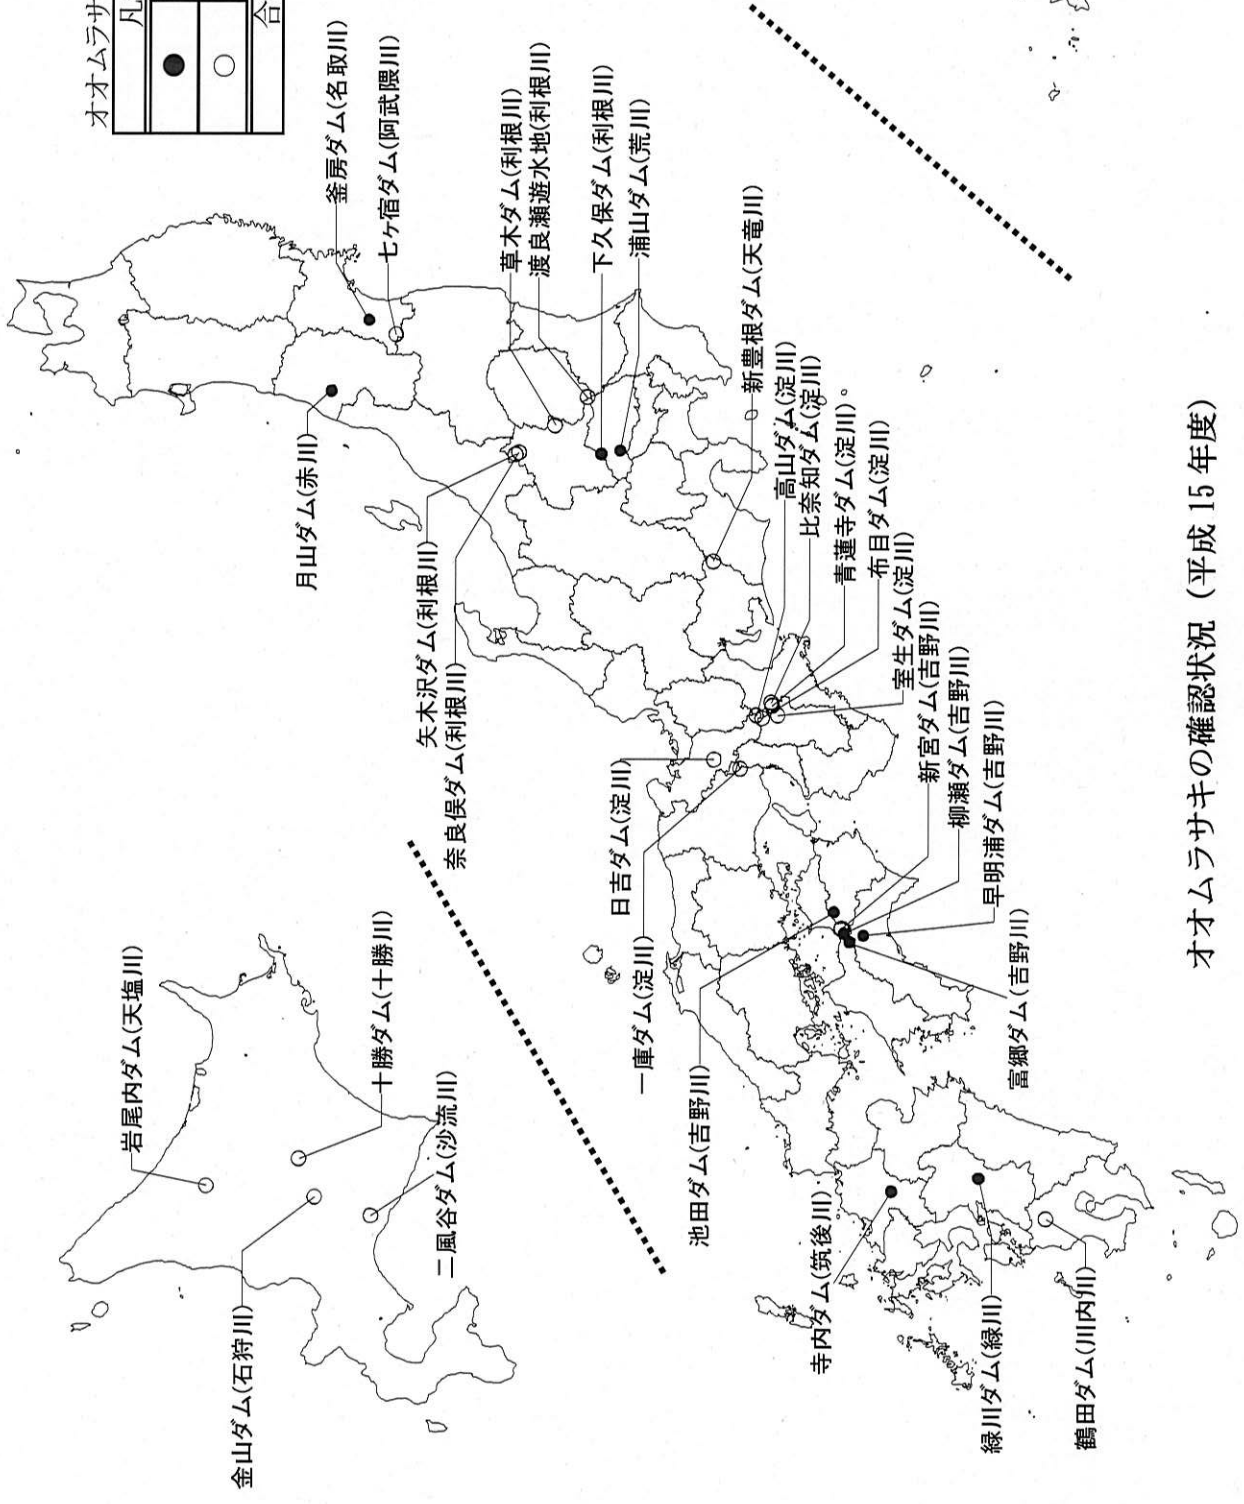 オオムラサ
凡
合
釜房ダム(名取川)
七ヶ宿ダム(阿武隈川)
草木ダム(利根川)
渡良瀬遊水地(利根川)
下久保ダム(利根川)
浦山ダム(荒川)
新豊根ダム(天竜川)
高山ダム(淀川)
比奈知ダム(淀川)
青蓮寺ダム(淀川)
布目ダム(淀川)
室生ダム(淀川)
新宮ダム(吉野川)
柳瀬ダム(吉野川)
早明浦ダム(吉野川)
富郷ダム(吉野川)
月山ダム(赤川)
矢木沢ダム(利根川)
奈良俣ダム(利根川)
日吉ダム(淀川)
一庫ダム(淀川)
池田ダム(吉野川)
寺内ダム(筑後川)
緑川ダム(緑川)
鶴田ダム(川内川)
岩尾内ダム(天塩川)
十勝ダム(十勝川)
二風谷ダム(沙流川)
金山ダム(石狩川)
オオムラサキの確認状況 (平成 15 年度)